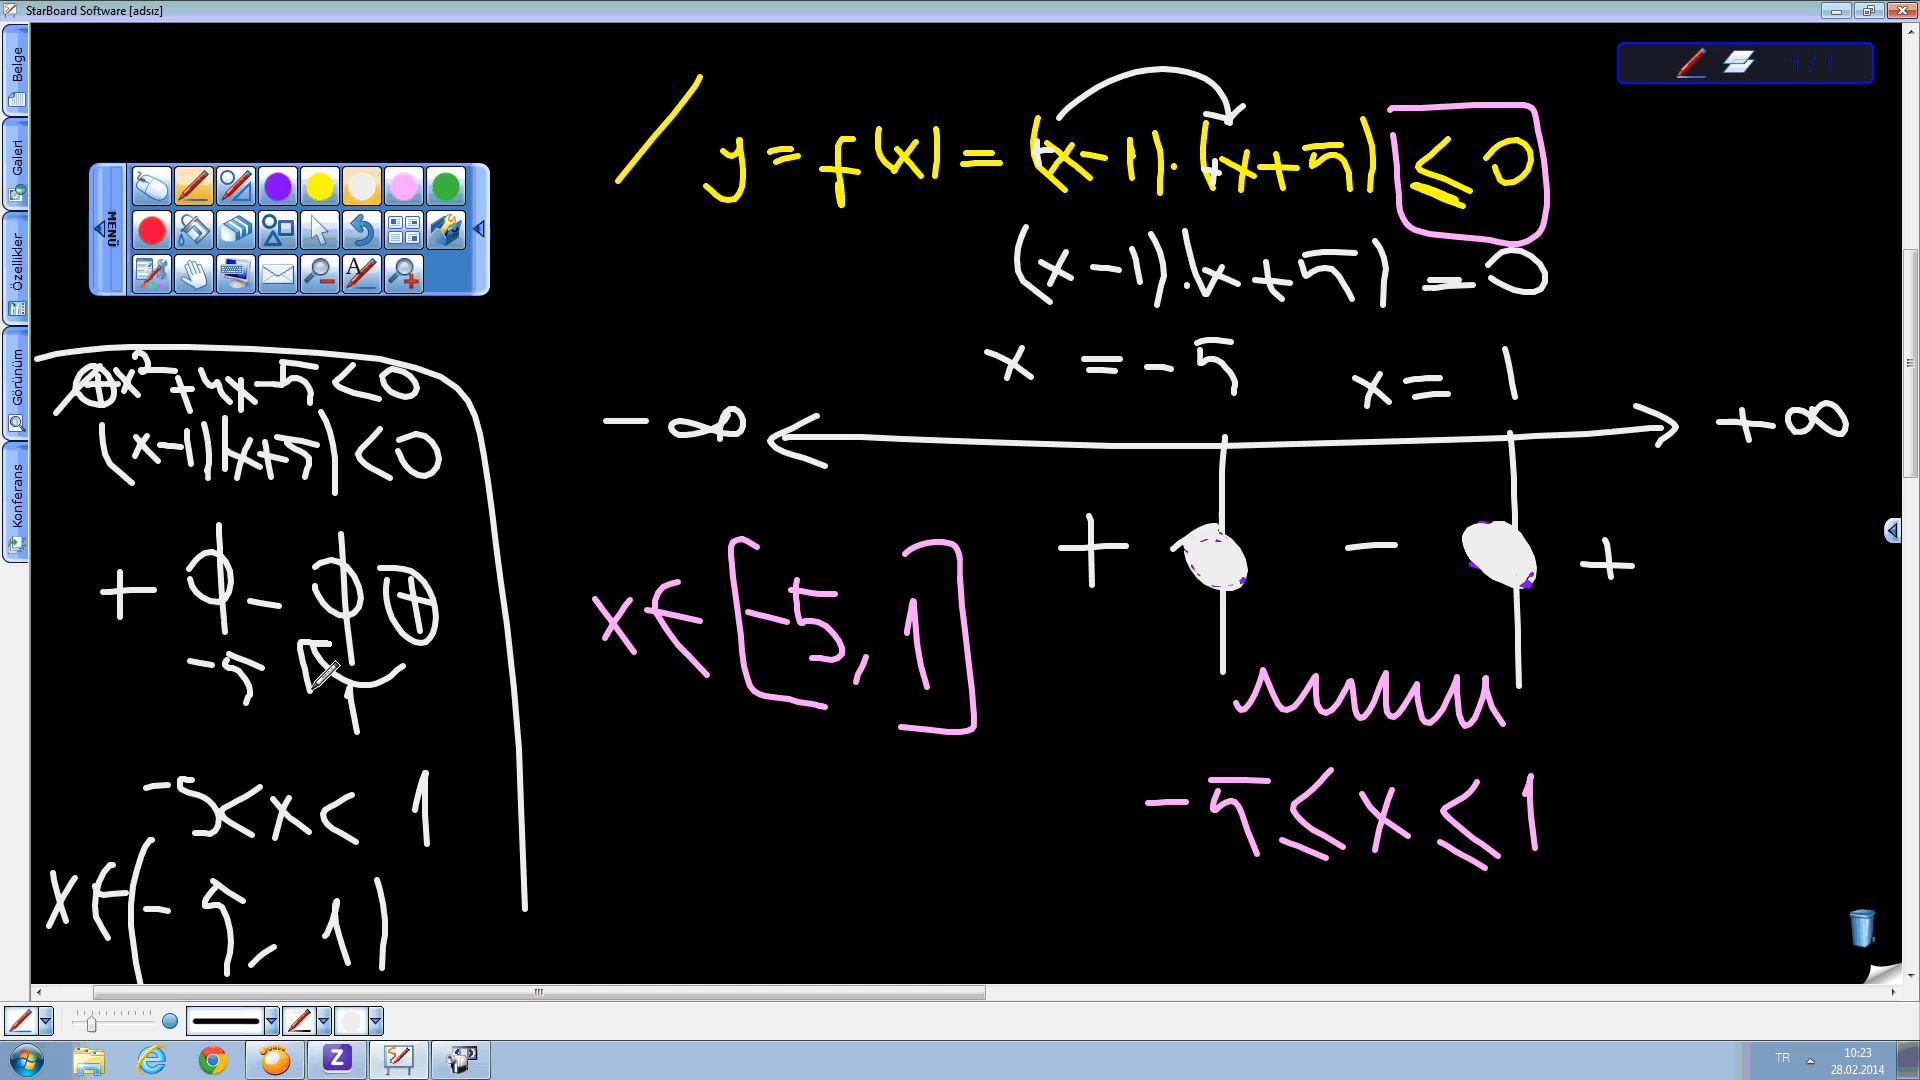 StarBoard Software [adsız]
Belge
Galeri
Özellikler
Görünüm
Konferans
MENÜ
1 / 1
y = f(x) = (x-1).(x+5) ≤ 0
(x-1).(x+5) = 0
x = -5 x = 1
-∞ +∞
+ - +
x∈[-5, 1]
-5 ≤ x ≤ 1
+x²+4x-5<0
(x-1)(x+5)<0
+ - +
-5 1
-5<x< 1
x∈(-5, 1)
TR
10:23
28.02.2014